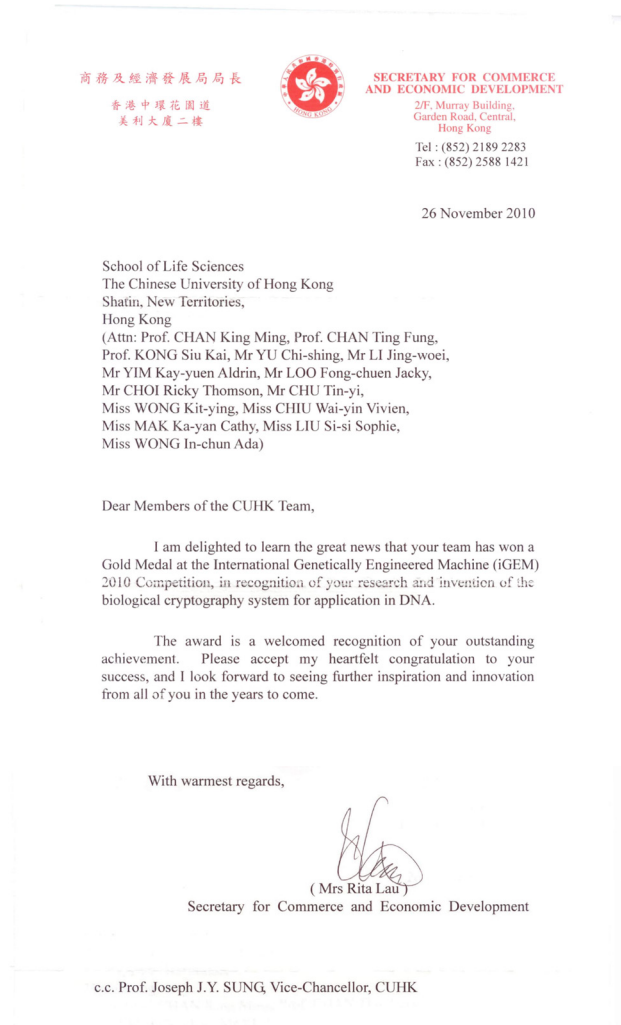 商務及經濟發展局局長
香港中環花園道
美利大廈二樓
HONG KONG
SECRETARY FOR COMMERCE
AND ECONOMIC DEVELOPMENT
2/F. Murray Building,
Garden Road, Central,
Hong Kong
Tel : (852) 2189 2283
Fax : (852) 2588 1421
26 November 2010
School of Life Sciences
The Chinese University of Hong Kong
Shatin, New Territories,
Hong Kong
(Attn: Prof. CHAN King Ming, Prof. CHAN Ting Fung,
Prof. KONG Siu Kai, Mr YU Chi-shing, Mr LI Jing-woei,
Mr YIM Kay-yuen Aldrin, Mr LOO Fong-chuen Jacky,
Mr CHOI Ricky Thomson, Mr CHU Tin-yi,
Miss WONG Kit-ying, Miss CHIU Wai-yin Vivien,
Miss MAK Ka-yan Cathy, Miss LIU Si-si Sophie,
Miss WONG In-chun Ada)
Dear Members of the CUHK Team,
I am delighted to learn the great news that your team has won a
Gold Medal at the International Genetically Engineered Machine (iGEM)
2010 Competition, in recognition of your research and invention of the
biological cryptography system for application in DNA.
The award is a welcomed recognition of your outstanding
achievement. Please accept my heartfelt congratulation to your
success, and I look forward to seeing further inspiration and innovation
from all of you in the years to come.
With warmest regards,
( Mrs Rita Lau )
Secretary for Commerce and Economic Development
c.c. Prof. Joseph J.Y. SUNG, Vice-Chancellor, CUHK